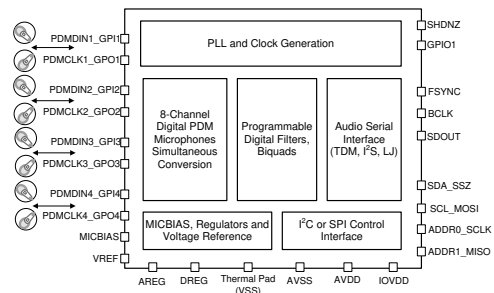 PLL and Clock Generation
PDMDIN1_GPI1
PDMCLK1_GPO1
PDMDIN2_GPI2
PDMCLK2_GPO2
PDMDIN3_GPI3
PDMCLK3_GPO3
PDMDIN4_GPI4
PDMCLK4_GPO4
MICBIAS
VREF
8-Channel
Digital PDM
Microphones
Simultaneous
Conversion
Programmable
Digital Filters,
Biquads
Audio Serial
Interface
(TDM, I²S, LJ)
MICBIAS, Regulators and
Voltage Reference
I²C or SPI Control
Interface
SHDNZ
GPIO1
FSYNC
BCLK
SDOUT
SDA_SSZ
SCL_MOSI
ADDR0_SCLK
ADDR1_MISO
AREG
DREG
Thermal Pad
(VSS)
AVSS
AVDD
IOVDD